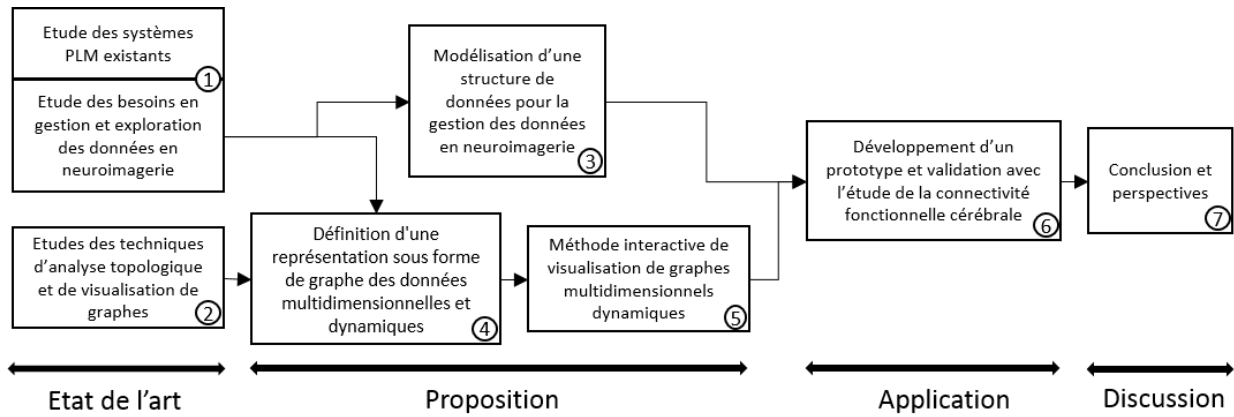 Etude des systèmes
PLM existants
1
Etude des besoins en
gestion et exploration
des données en
neuroimagerie
Etudes des techniques
d'analyse topologique
et de visualisation de
graphes
2
Modélisation d'une
structure de
données pour la
gestion des données
en neuroimagerie
3
Définition d'une
représentation sous forme
de graphe des données
multidimensionnelles et
dynamiques
4
Méthode interactive de
visualisation de graphes
multidimensionnels
dynamiques
5
Développement d'un
prototype et validation avec
l'étude de la connectivité
fonctionnelle cérébrale
6
Conclusion et
perspectives
7
Etat de l'art
Proposition
Application
Discussion